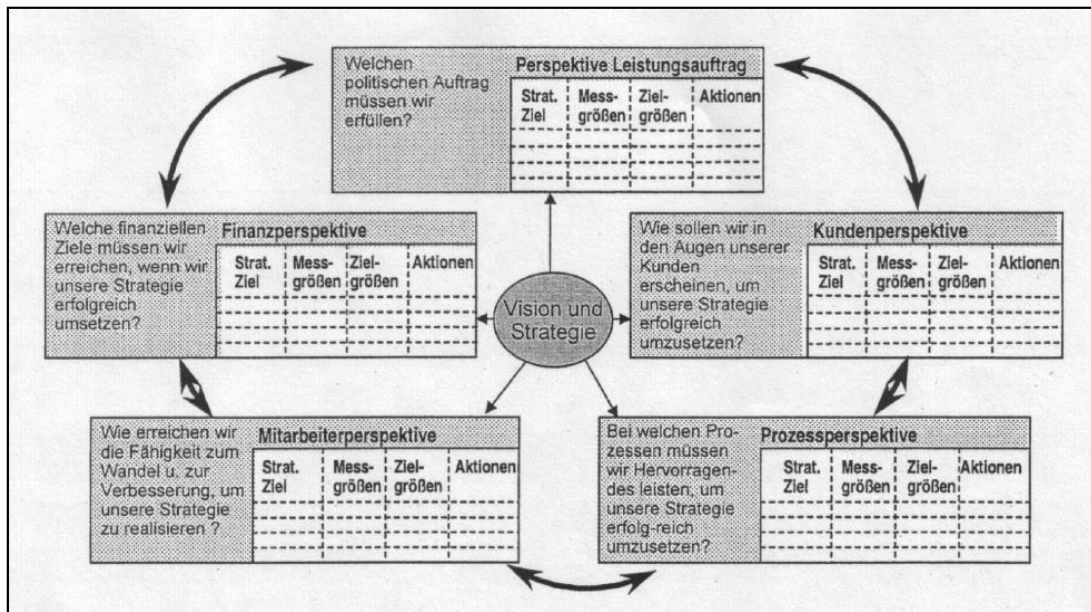 Welchen
politischen Auftrag
müssen wir
erfüllen?
Perspektive Leistungsauftrag
Strat. Mess- Ziel- Aktionen
Ziel größen größen
Welche finanziellen
Ziele müssen wir
erreichen, wenn wir
unsere Strategie
erfolgreich
umsetzen?
Finanzperspektive
Strat. Mess- Ziel- Aktionen
Ziel größen größen
Wie sollen wir in
den Augen unserer
Kunden
erscheinen, um
unsere Strategie
erfolgreich
umzusetzen?
Kundenperspektive
Strat. Mess- Ziel- Aktionen
Ziel größen größen
Vision und
Strategie
Wie erreichen wir
die Fähigkeit zum
Wandel u. zur
Verbesserung, um
unsere Strategie
zu realisieren ?
Mitarbeiterperspektive
Strat. Mess- Ziel- Aktionen
Ziel größen größen
Bei welchen Pro-
zessen müssen
wir Hervorragen-
des leisten, um
unsere Strategie
erfolg-reich
umzusetzen?
Prozessperspektive
Strat. Mess- Ziel- Aktionen
Ziel größen größen